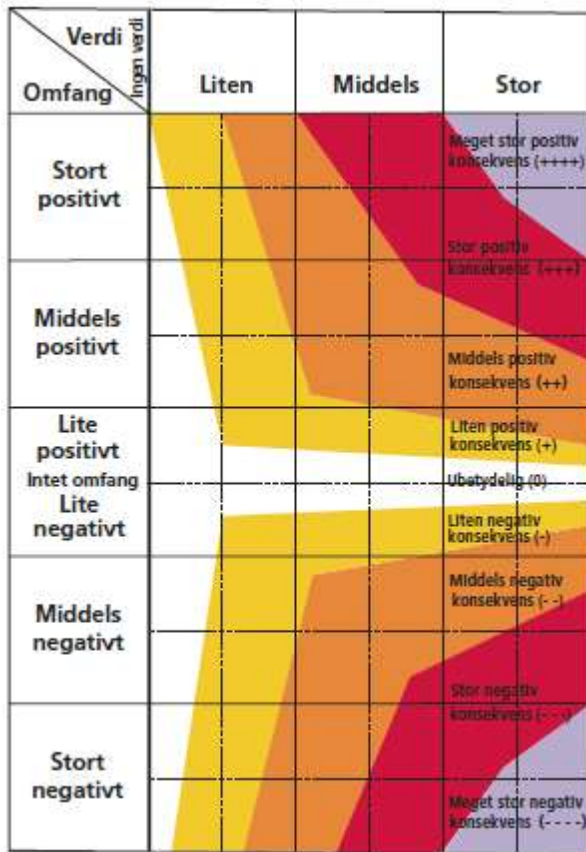 Verdi
Ingen verdi
Omfang
Liten
Middels
Stor
Stort
positivt
Meget stor positiv
konsekvens (++++)
Stor positiv
konsekvens (+++)
Middels
positivt
Middels positiv
konsekvens (++)
Lite
positivt
Liten positiv
konsekvens (+)
Intet omfang
Ubetydelig (0)
Lite
negativt
Liten negativ
konsekvens (-)
Middels
negativt
Middels negativ
konsekvens (- -)
Stor negativ
konsekvens (- - -)
Stort
negativt
Meget stor negativ
konsekvens (- - - -)